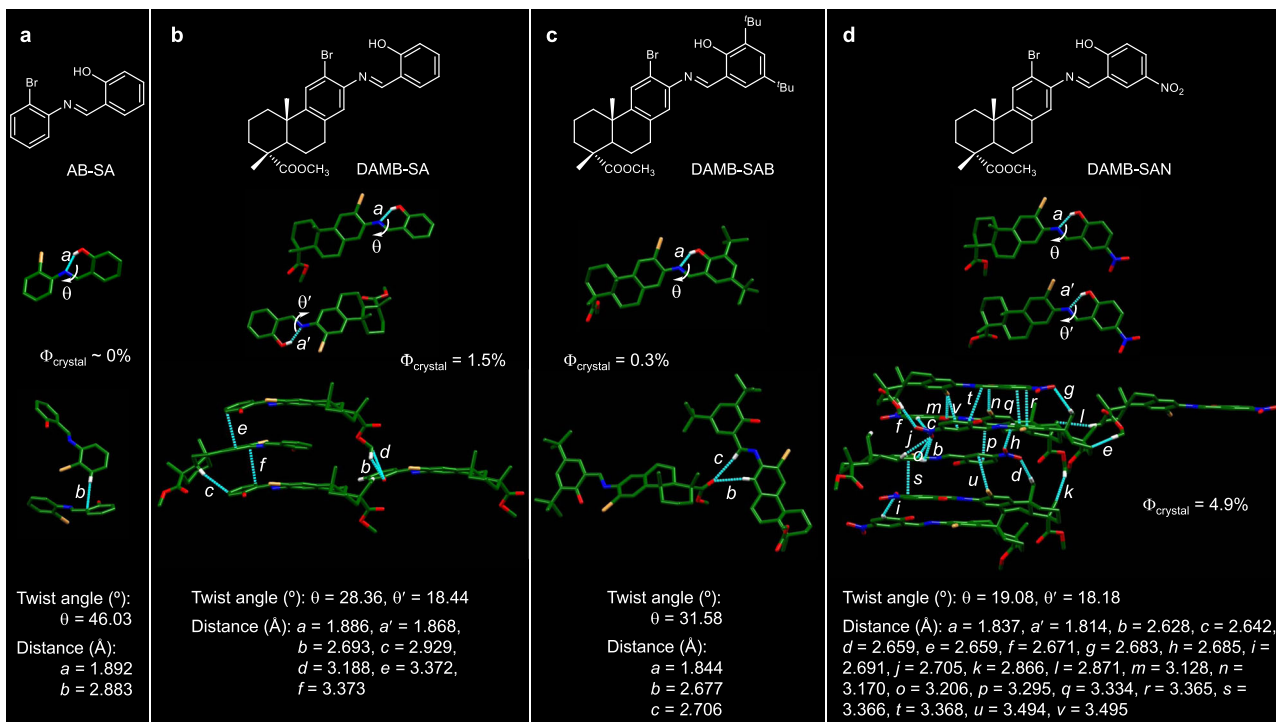 a
Br
HO
N
AB-SA
a
θ
Φcrystal ~ 0%
b
Twist angle (º):
θ = 46.03
Distance (Å):
a = 1.892
b = 2.883
b
HO
Br
N
COOCH3
DAMB-SA
a
θ
θ′
a′
Φcrystal = 1.5%
e
f
c
b
d
Twist angle (º): θ = 28.36, θ′ = 18.44
Distance (Å): a = 1.886, a′ = 1.868,
b = 2.693, c = 2.929,
d = 3.188, e = 3.372,
f = 3.373
c
tBu
HO
Br
N
tBu
COOCH3
DAMB-SAB
a
θ
Φcrystal = 0.3%
c
b
Twist angle (º):
θ = 31.58
Distance (Å):
a = 1.844
b = 2.677
c = 2.706
d
HO
Br
N
NO2
COOCH3
DAMB-SAN
a
θ
a′
θ′
t n q r g
m v l
f c
j o b p h e
d
s u k
i
Φcrystal = 4.9%
Twist angle (º): θ = 19.08, θ′ = 18.18
Distance (Å): a = 1.837, a′ = 1.814, b = 2.628, c = 2.642,
d = 2.659, e = 2.659, f = 2.671, g = 2.683, h = 2.685, i =
2.691, j = 2.705, k = 2.866, l = 2.871, m = 3.128, n =
3.170, o = 3.206, p = 3.295, q = 3.334, r = 3.365, s =
3.366, t = 3.368, u = 3.494, v = 3.495